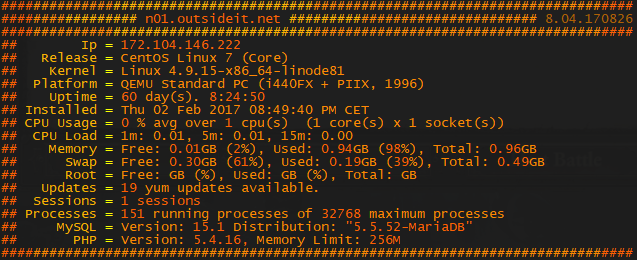 ################################################################################
################# nO1.outsideit.net ############################### 8.04.170826
################################################################################
## Ip = 172.104.146.222
## Release = CentOS Linux 7 (Core)
## Kernel = Linux 4.9.15-x86_64-linode81
## Platform = QEMU Standard PC (i440FX + PIIX, 1996)
## Uptime = 60 day(s). 8:24:50
## Installed = Thu 02 Feb 2017 08:49:40 PM CET
## CPU Usage = 0 % avg over 1 cpu(s) (1 core(s) x 1 socket(s))
## CPU Load = 1m: 0.01, 5m: 0.01, 15m: 0.00
## Memory = Free: 0.01GB (2%), Used: 0.94GB (98%), Total: 0.96GB
## Swap = Free: 0.30GB (61%), Used: 0.19GB (39%), Total: 0.49GB
## Root = Free: GB (%), Used: GB (%), Total: GB
## Updates = 19 yum updates available.
## Sessions = 1 sessions
## Processes = 151 running processes of 32768 maximum processes
## MySQL = Version: 15.1 Distribution: "5.5.52-MariaDB"
## PHP = Version: 5.4.16, Memory Limit: 256M
################################################################################